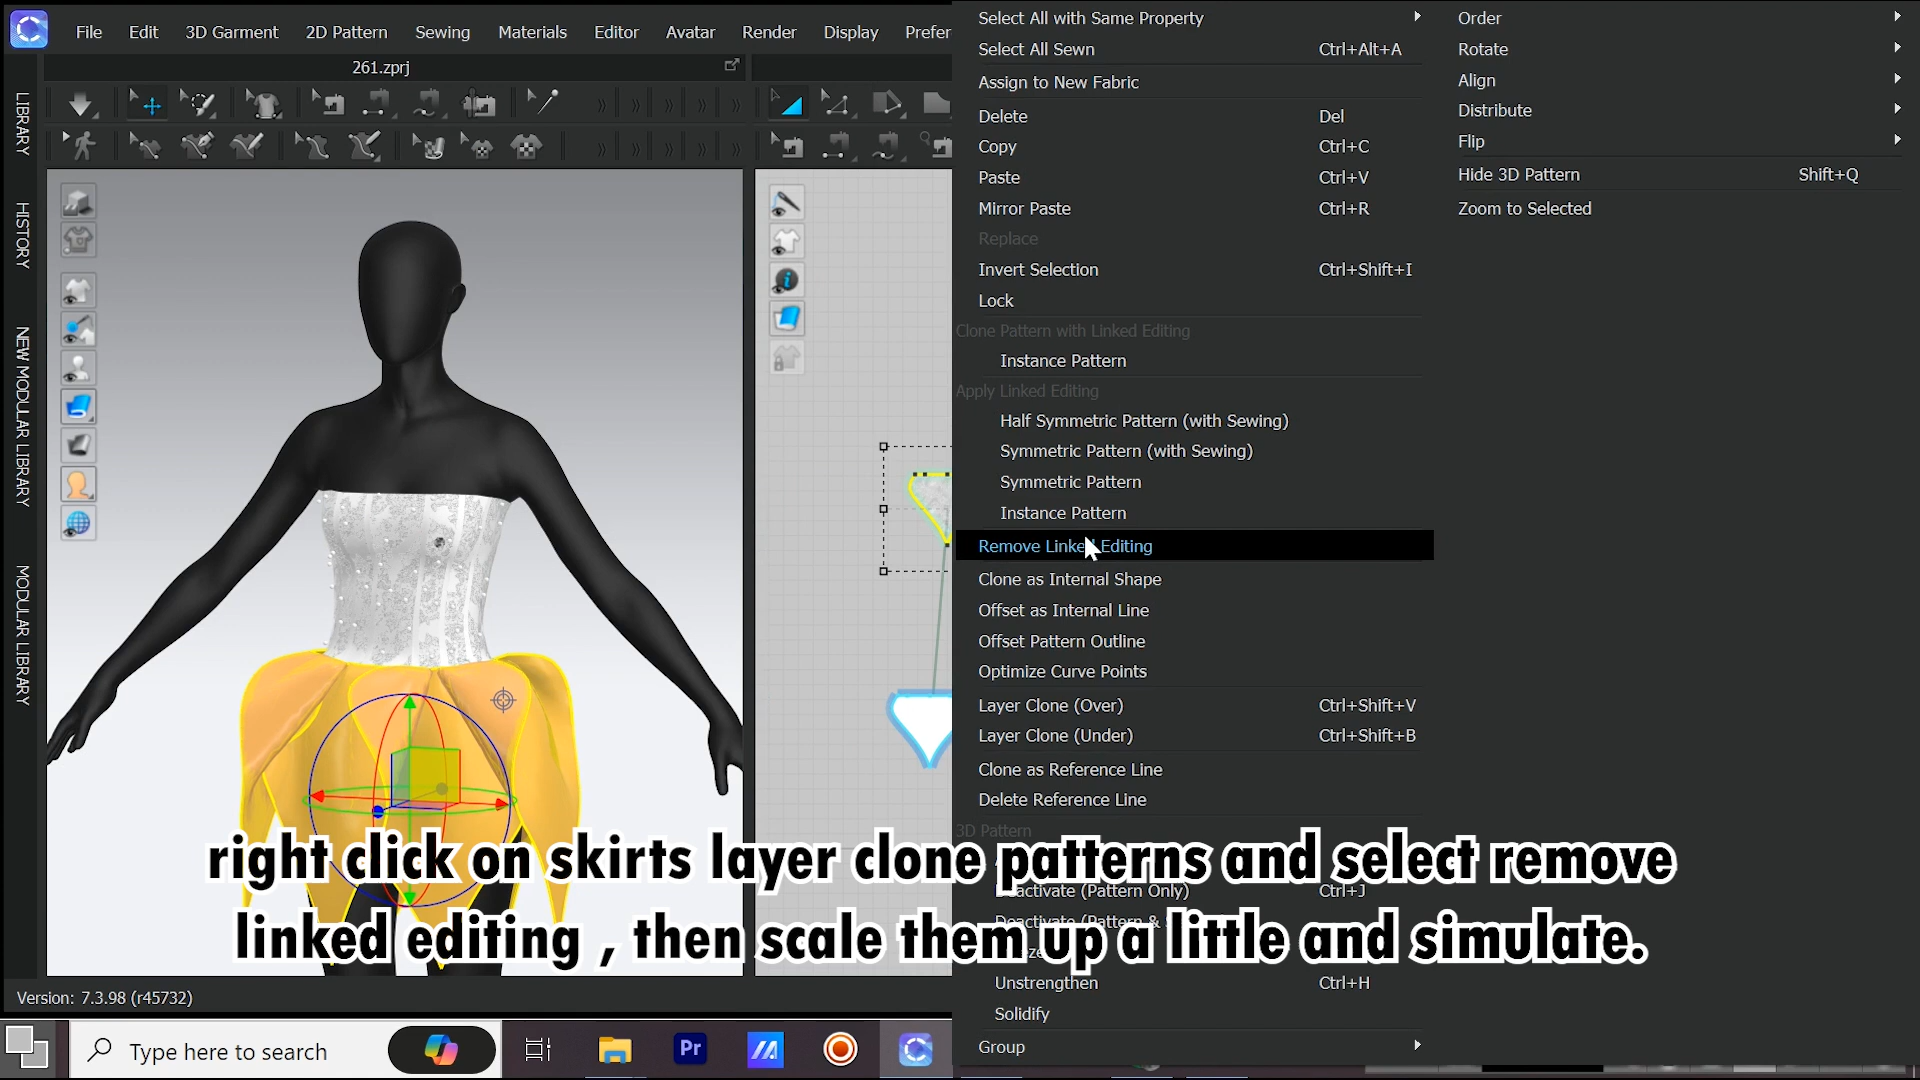 File Edit 3D Garment 2D Pattern Sewing Materials Editor Avatar Render Display Prefer
261.zprj
LIBRARY
HISTORY
NEW MODULAR LIBRARY
MODULAR LIBRARY
Select All with Same Property
Select All Sewn Ctrl+Alt+A
Assign to New Fabric
Delete Del
Copy Ctrl+C
Paste Ctrl+V
Mirror Paste Ctrl+R
Replace
Invert Selection Ctrl+Shift+I
Lock
Clone Pattern with Linked Editing
Instance Pattern
Apply Linked Editing
Half Symmetric Pattern (with Sewing)
Symmetric Pattern (with Sewing)
Symmetric Pattern
Instance Pattern
Remove Linked Editing
Clone as Internal Shape
Offset as Internal Line
Offset Pattern Outline
Optimize Curve Points
Layer Clone (Over) Ctrl+Shift+V
Layer Clone (Under) Ctrl+Shift+B
Clone as Reference Line
Delete Reference Line
3D Pattern
Deactivate (Pattern Only) Ctrl+J
Deactivate (Pattern &
Unstrengthen Ctrl+H
Solidify
Group
Order
Rotate
Align
Distribute
Flip
Hide 3D Pattern Shift+Q
Zoom to Selected
right click on skirts layer clone patterns and select remove
linked editing , then scale them up a little and simulate.
Version: 7.3.98 (r45732)
Type here to search
Pr